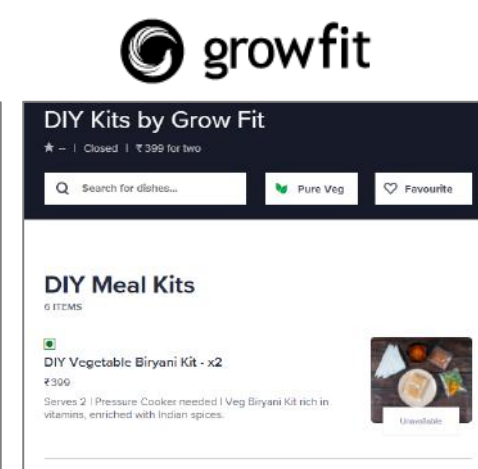 growfit
DIY Kits by Grow Fit
★ -- | Closed | ₹ 399 for two
Search for dishes...
Pure Veg
Favourite
DIY Meal Kits
6 ITEMS
DIY Vegetable Biryani Kit - x2
₹399
Serves 2 | Pressure Cooker needed | Veg Biryani Kit rich in
vitamins, enriched with Indian spices.
Unavailable